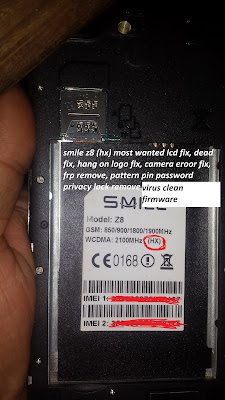 smile z8 (hx) most wanted lcd fix, dead
fix, hang on logo fix, camera eroor fix,
frp remove, pattern pin password
privacy lock remove virus clean
firmware
SMILE
Model: Z8
GSM: 850/900/1800/1900MHz
WCDMA: 2100MHz (HX)
CE0168
IMEI 1:
IMEI 2: